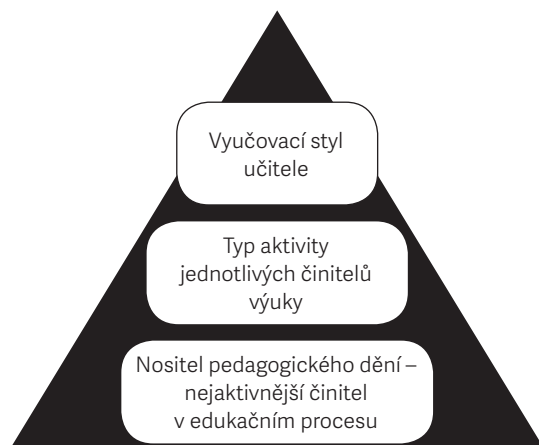 Vyučovací styl
učitele
Typ aktivity
jednotlivých činitelů
výuky
Nositel pedagogického dění –
nejaktivnější činitel
v edukačním procesu